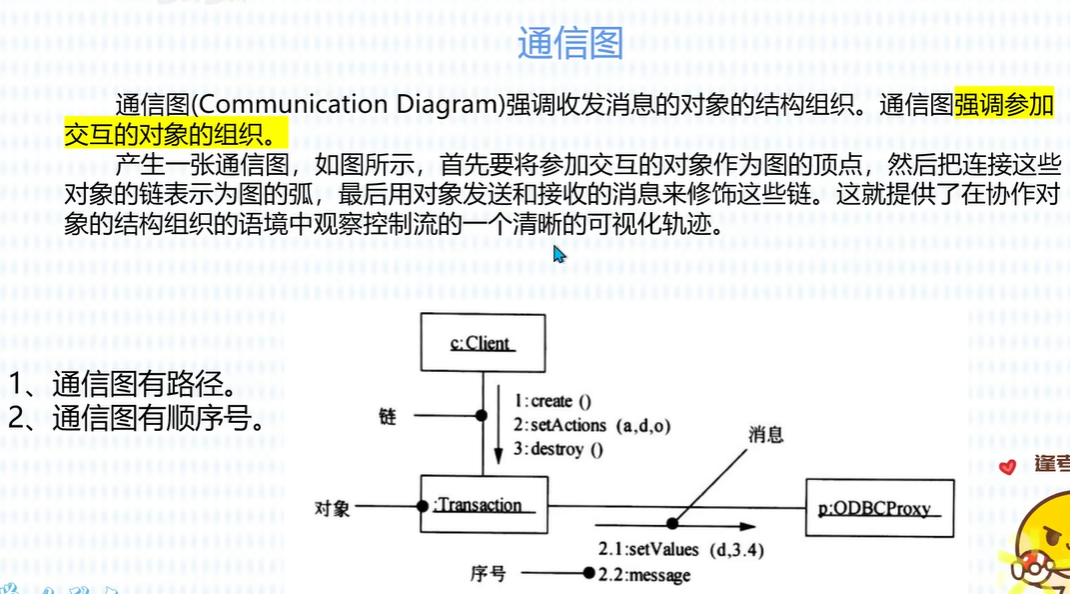 通信图
通信图(Communication Diagram)强调收发消息的对象的结构组织。通信图强调参加
交互的对象的组织。
产生一张通信图，如图所示，首先要将参加交互的对象作为图的顶点，然后把连接这些
对象的链表示为图的弧，最后用对象发送和接收的消息来修饰这些链。这就提供了在协作对
象的结构组织的语境中观察控制流的一个清晰的可视化轨迹。
1、通信图有路径。
2、通信图有顺序号。
c:Client
链
1:create ()
2:setActions (a,d,o)
3:destroy ()
消息
对象
:Transaction
p:ODBCProxy
2.1:setValues (d,3.4)
序号
2.2:message
逢考